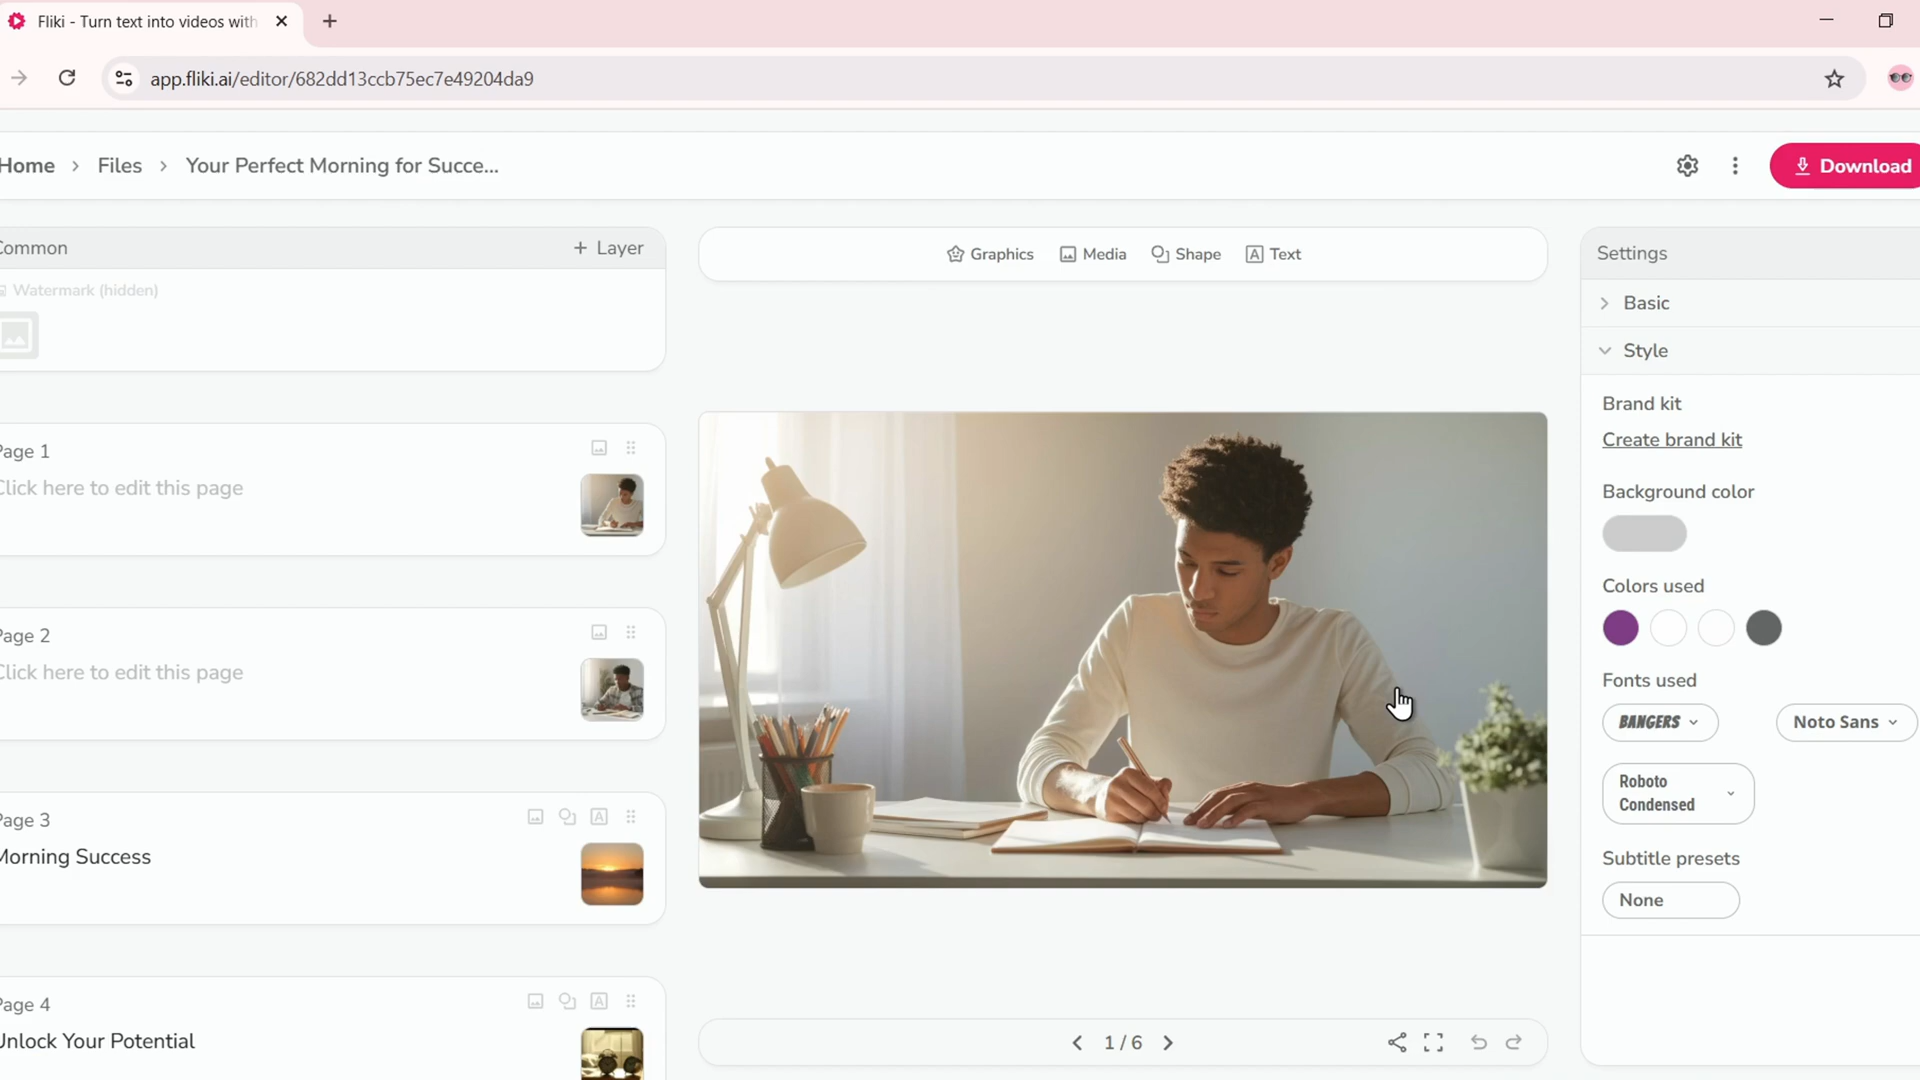 Fliki - Turn text into videos with
app.fliki.ai/editor/682dd13ccb75ec7e49204da9
Home > Files > Your Perfect Morning for Succe...
Download
Common
+ Layer
Watermark (hidden)
Graphics
Media
Shape
Text
Page 1
Click here to edit this page
Page 2
Click here to edit this page
Page 3
Morning Success
Page 4
Unlock Your Potential
1 / 6
Settings
Basic
Style
Brand kit
Create brand kit
Background color
Colors used
Fonts used
BANGERS
Noto Sans
Roboto
Condensed
Subtitle presets
None